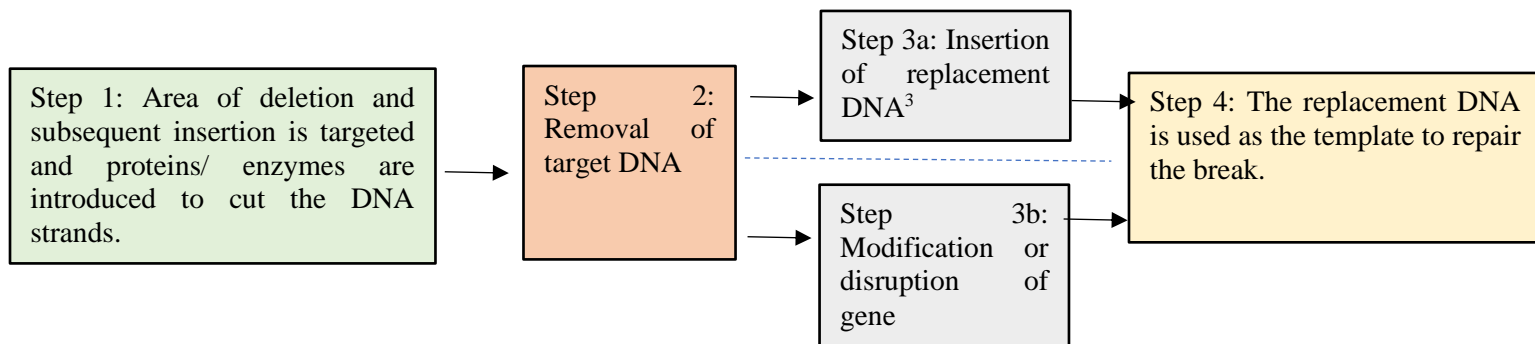 Step 1: Area of deletion and
subsequent insertion is targeted
and proteins/ enzymes are
introduced to cut the DNA
strands.
Step 2:
Removal of
target DNA
Step 3a: Insertion
of replacement
DNA³
Step 3b:
Modification or
disruption of
gene
Step 4: The replacement DNA
is used as the template to repair
the break.